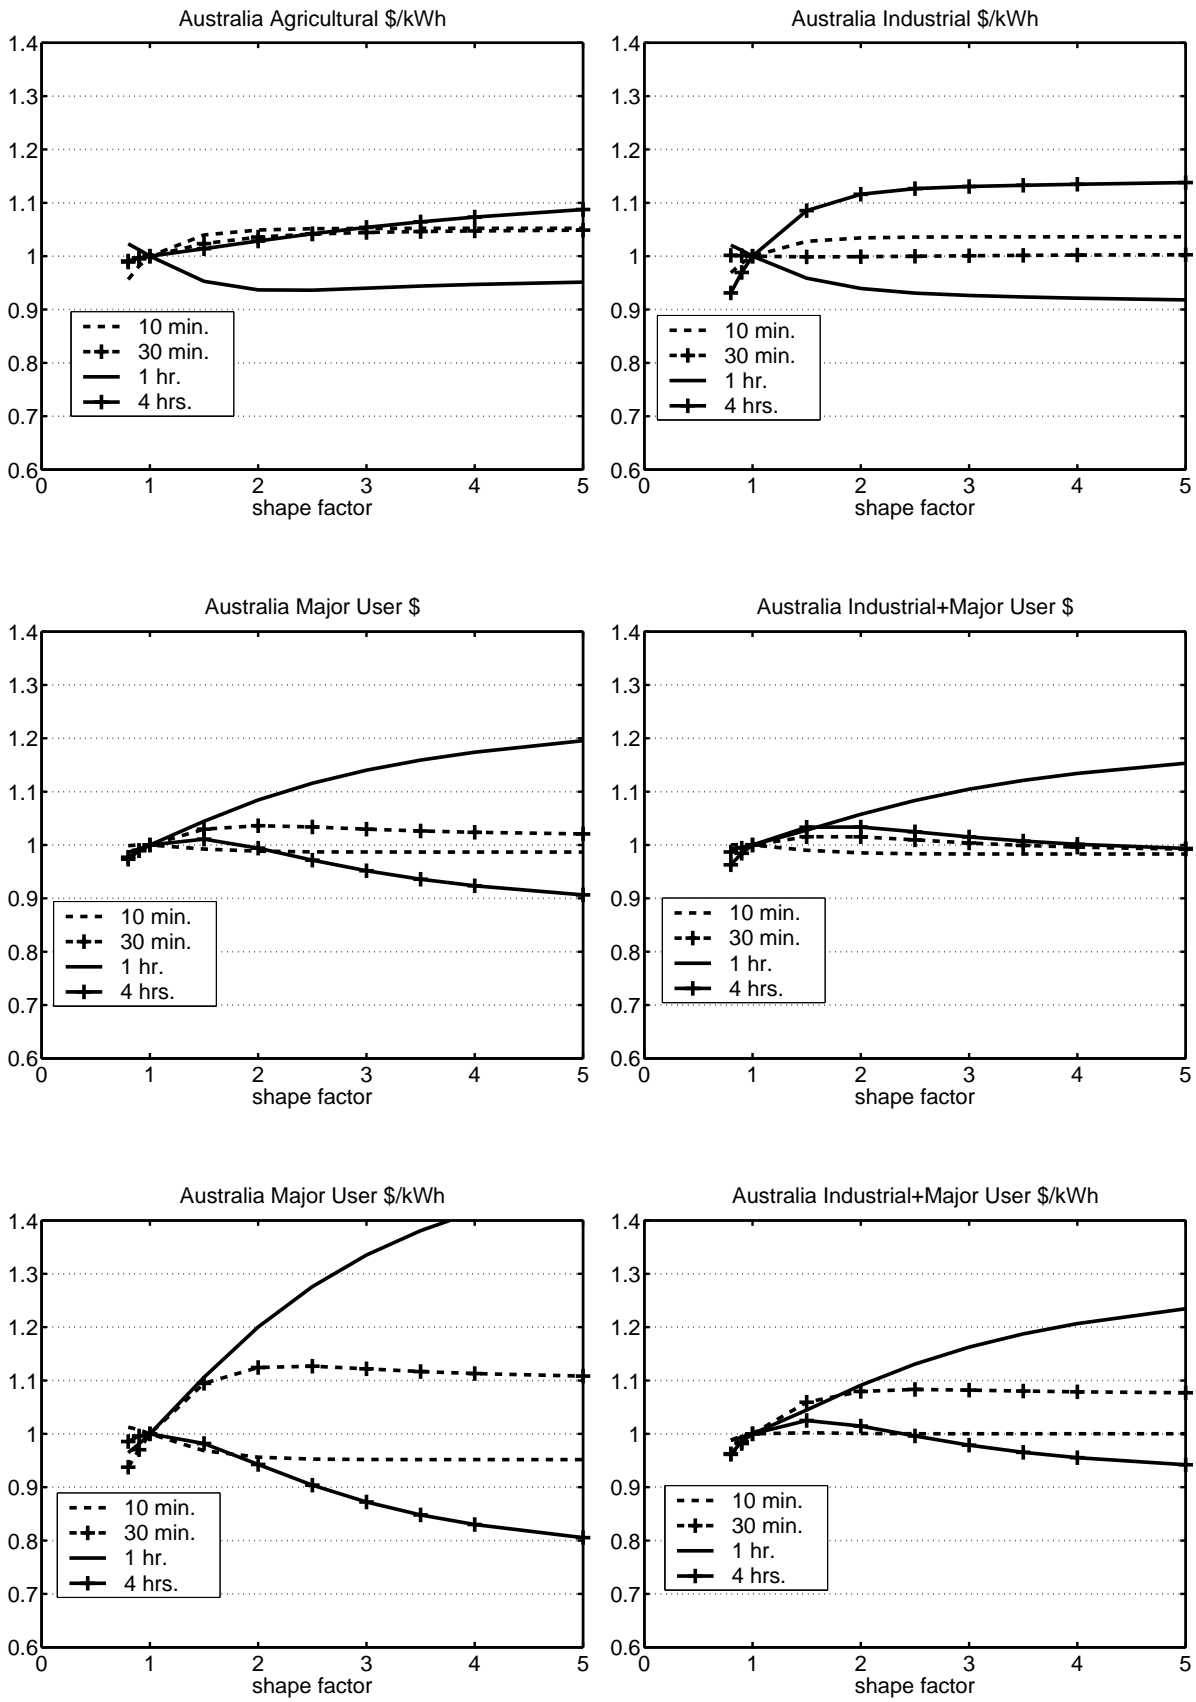 Australia Agricultural $/kWh
1.4
1.3
1.2
1.1
1
0.9
0.8
0.7
0.6
10 min.
30 min.
1 hr.
4 hrs.
0 1 2 3 4 5
shape factor
Australia Industrial $/kWh
1.4
1.3
1.2
1.1
1
0.9
0.8
0.7
0.6
10 min.
30 min.
1 hr.
4 hrs.
0 1 2 3 4 5
shape factor
Australia Major User $
1.4
1.3
1.2
1.1
1
0.9
0.8
0.7
0.6
10 min.
30 min.
1 hr.
4 hrs.
0 1 2 3 4 5
shape factor
Australia Industrial+Major User $
1.4
1.3
1.2
1.1
1
0.9
0.8
0.7
0.6
10 min.
30 min.
1 hr.
4 hrs.
0 1 2 3 4 5
shape factor
Australia Major User $/kWh
1.4
1.3
1.2
1.1
1
0.9
0.8
0.7
0.6
10 min.
30 min.
1 hr.
4 hrs.
0 1 2 3 4 5
shape factor
Australia Industrial+Major User $/kWh
1.4
1.3
1.2
1.1
1
0.9
0.8
0.7
0.6
10 min.
30 min.
1 hr.
4 hrs.
0 1 2 3 4 5
shape factor